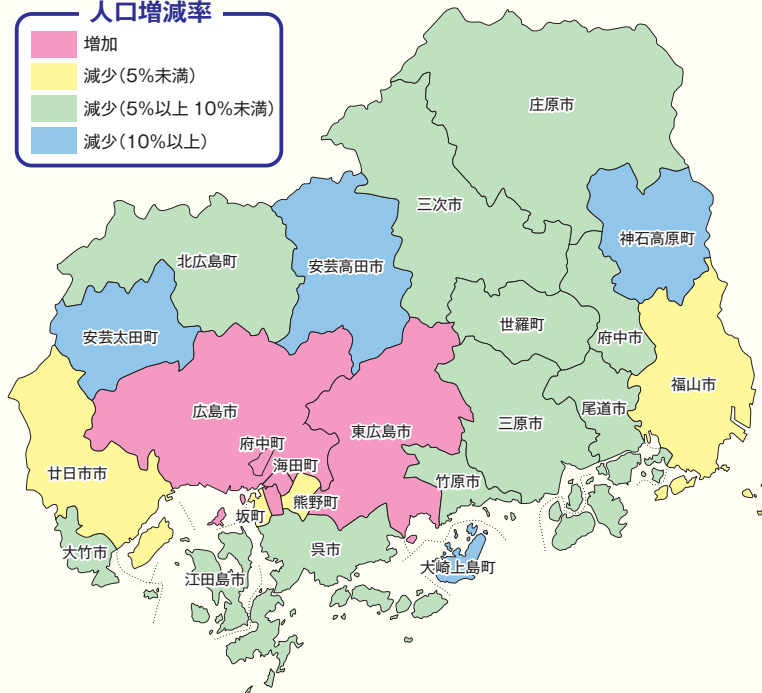 人口増減率
増加
減少(5%未満)
減少(5%以上 10%未満)
減少(10%以上)
庄原市
三次市
神石高原町
北広島町
安芸高田市
安芸太田町
世羅町
府中市
福山市
広島市
東広島市
三原市
尾道市
府中町
海田町
廿日市市
竹原市
熊野町
坂町
大竹市
呉市
江田島市
大崎上島町